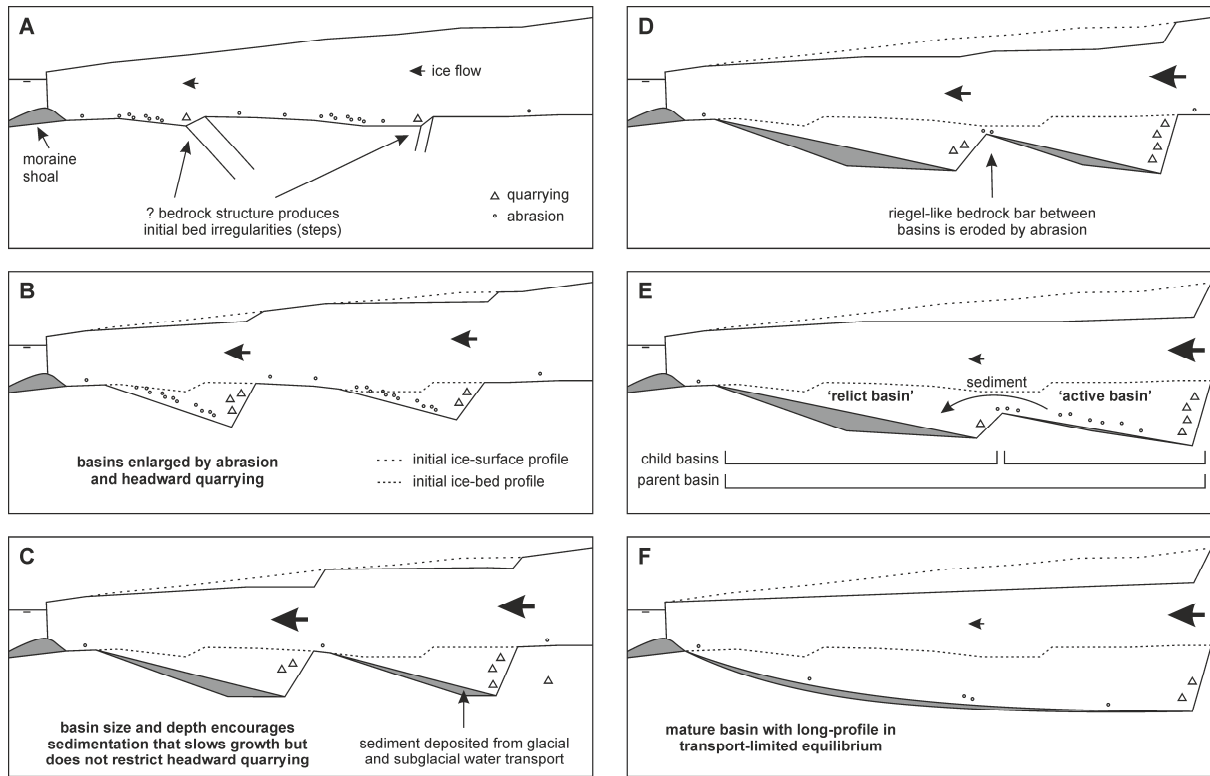 A
ice flow
moraine
shoal
? bedrock structure produces
initial bed irregularities (steps)
quarrying
abrasion
B
basins enlarged by abrasion
and headward quarrying
initial ice-surface profile
initial ice-bed profile
C
basin size and depth encourages
sedimentation that slows growth but
does not restrict headward quarrying
sediment deposited from glacial
and subglacial water transport
D
riegel-like bedrock bar between
basins is eroded by abrasion
E
sediment
'relict basin'
'active basin'
child basins
parent basin
F
mature basin with long-profile in
transport-limited equilibrium